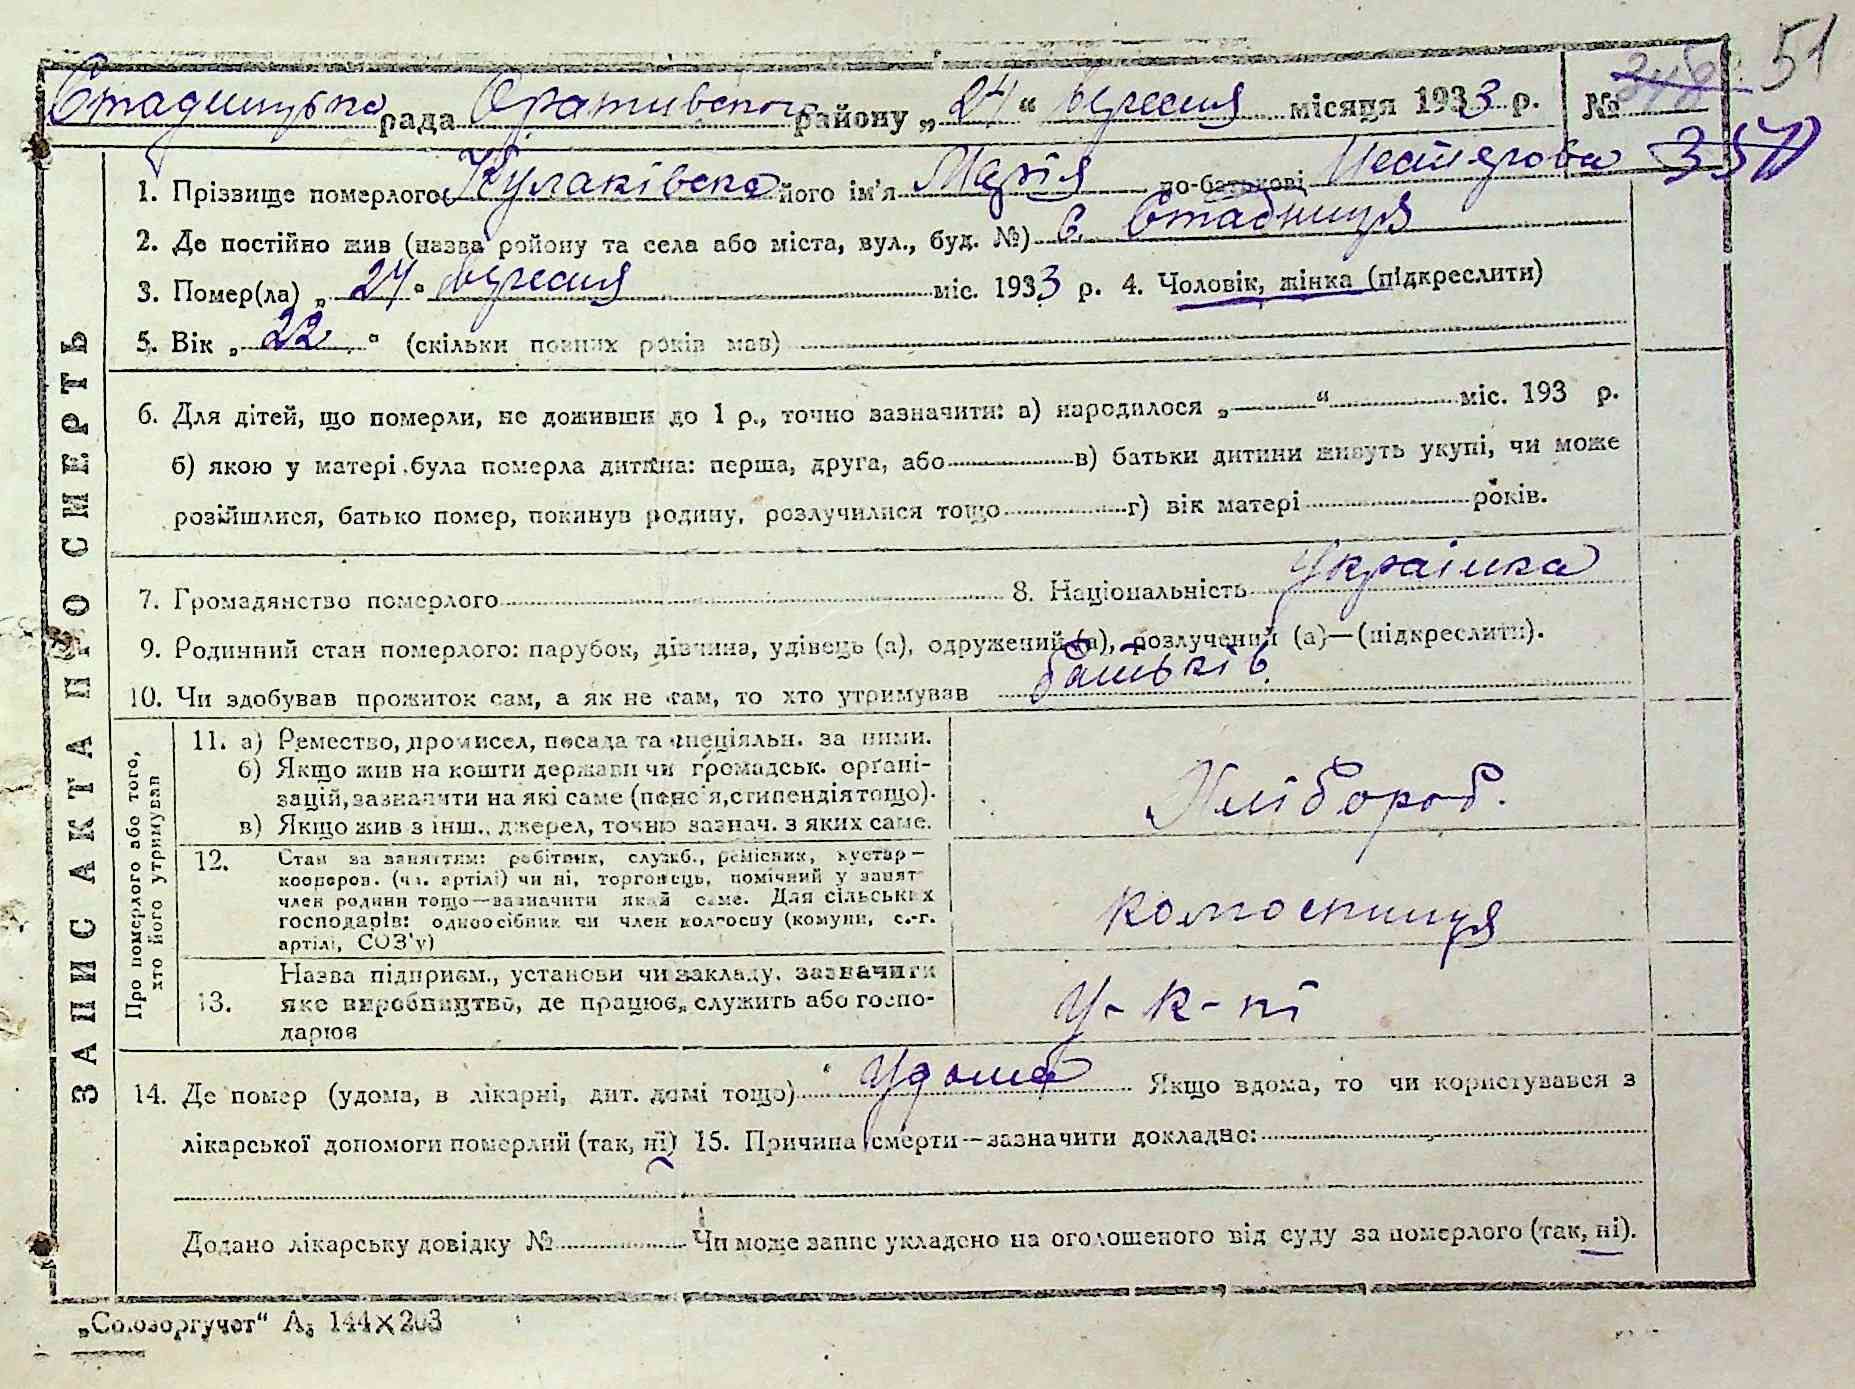 51
Стадницька рада Оратівського району „24“ вересня місяця 1933 р. №
357
1. Прізвище померлого Кулаківська його ім'я Марія по-батькові Нестерова
2. Де постійно жив (назва району та села або міста, вул., буд. №) с. Стадниця
3. Помер(ла) „24“ вересня міс. 1933 р. 4. Чоловік, жінка (підкреслити)
5. Вік „22“ (скільки повних років мав)
6. Для дітей, що померли, не доживши до 1 р., точно зазначити: а) народилося „ “ міс. 193 р.
б) якою у матері була померла дитина: перша, друга, або в) батьки дитини живуть укупі, чи може
розійшлися, батько помер, покинув родину, розлучилися тощо г) вік матері років.
7. Громадянство померлого 8. Національність Українка
9. Родинний стан померлого: парубок, дівчина, удівець (а), одружений (а), розлучений (а)—(підкреслити).
10. Чи здобував прожиток сам, а як не сам, то хто утримував батьків.
ЗАПИС АКТА ПРО СМЕРТЬ
Про померлого або того,
хто його утримував
11. а) Ремество, промисел, посада та спеціяльн. за ними.
б) Якщо жив на кошти держави чи громадськ. органі-
зацій, зазначити на які саме (пенсія, стипендія тощо).
в) Якщо жив з інш., джерел, точно зазнач. з яких саме.
Хлібороб.
12. Стан за заняттям: робітник, служб., ремісник, кустар—
кооперов. (чл. артілі) чи ні, торговець, помічний у занят
член родини тощо—зазначити який саме. Для сільських
господарів: одноосібник чи член колгоспу (комуни, с.-г.
артілі, СОЗ'у)
колгоспниця
13. Назва підприєм., установи чи закладу, зазначити
яке виробництво, де працює, служить або госпо-
дарює
у-к-пі
14. Де помер (удома, в лікарні, дит. домі тощо) удома Якщо вдома, то чи користувався з
лікарської допомоги померлий (так, ні) 15. Причина смерти—зазначити докладно:
Додано лікарську довідку № Чи може запис укладено на оголошеного від суду за померлого (так, ні).
„Союзоргучет“ А₅ 144×203